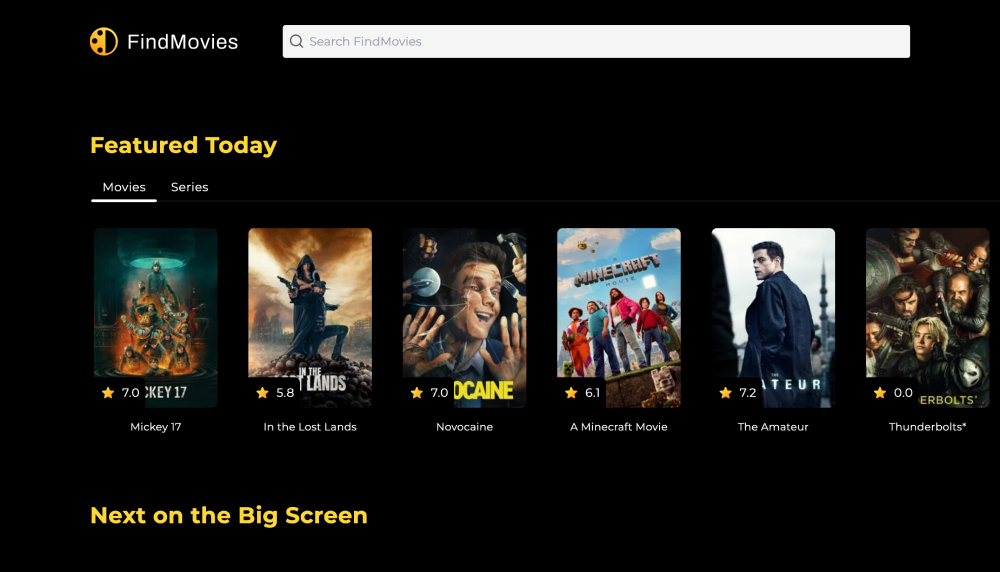 FindMovies
Search FindMovies
Featured Today
Movies Series
MINECRAFT
MOVIE
IN THE
LANDS
CKEY 17
OCAINE
THE
ATEUR
ERBOLTS*
7.0 5.8 7.0 6.1 7.2 0.0
Mickey 17 In the Lost Lands Novocaine A Minecraft Movie The Amateur Thunderbolts*
Next on the Big Screen